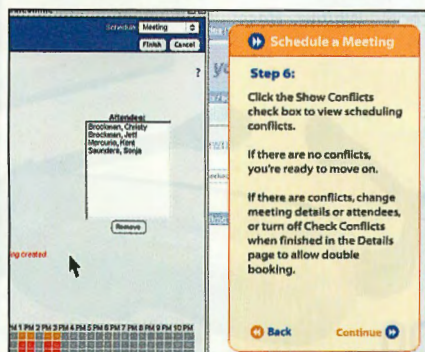 Schedule Meeting
Finish Cancel
?
Attendees
Brockman, Christy
Brockman, Jeff
Mercurio, Kent
Saunders, Sonja
Remove
ng created
PM 1 PM 2 PM 3 PM 4 PM 5 PM 6 PM 7 PM 8 PM 9 PM 10 PM
yo
Schedule a Meeting
Step 6:
Click the Show Conflicts
check box to view scheduling
conflicts.
If there are no conflicts,
you're ready to move on.
If there are conflicts, change
meeting details or attendees,
or turn off Check Conflicts
when finished in the Details
page to allow double
booking.
Back Continue